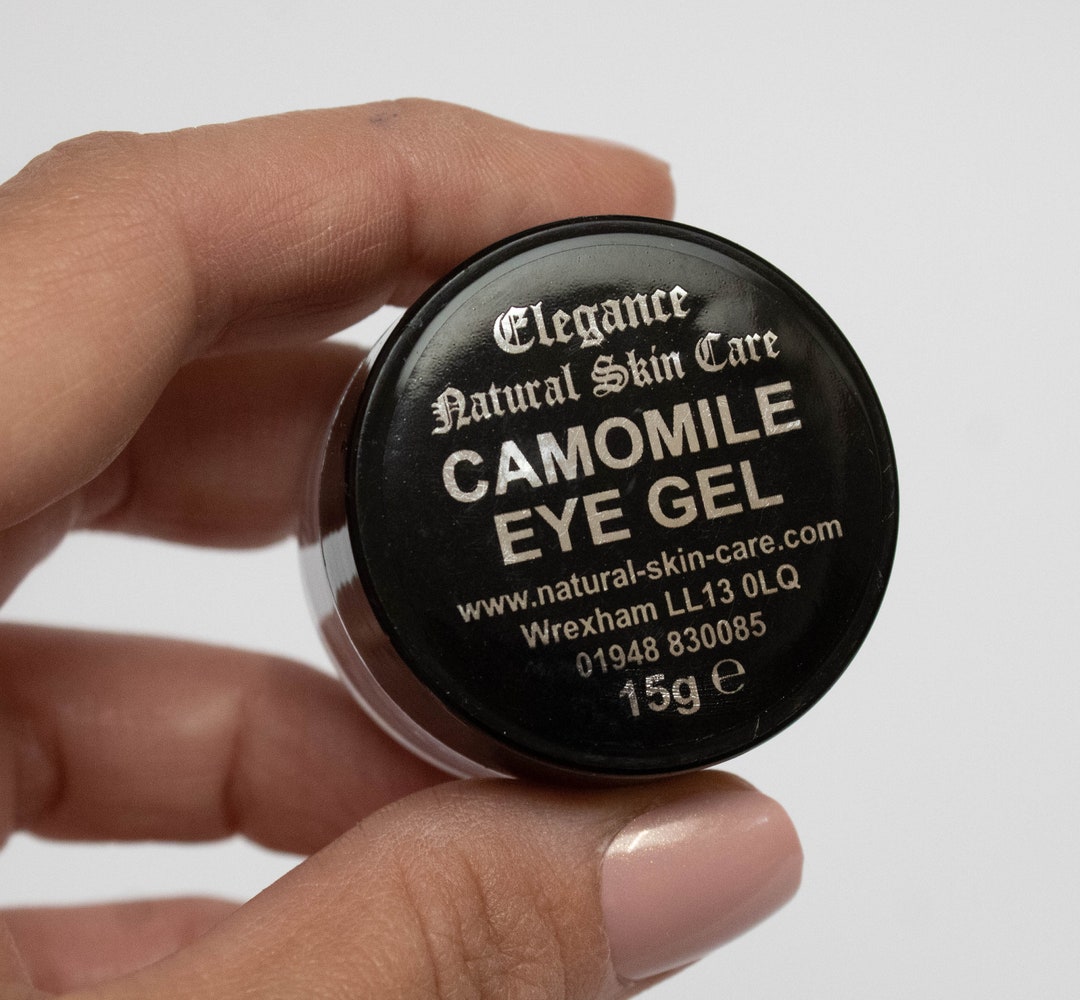 Elegance
Natural Skin Care
CAMOMILE
EYE GEL
www.natural-skin-care.com
Wrexham LL13 0LQ
01948 830085
15g ℮